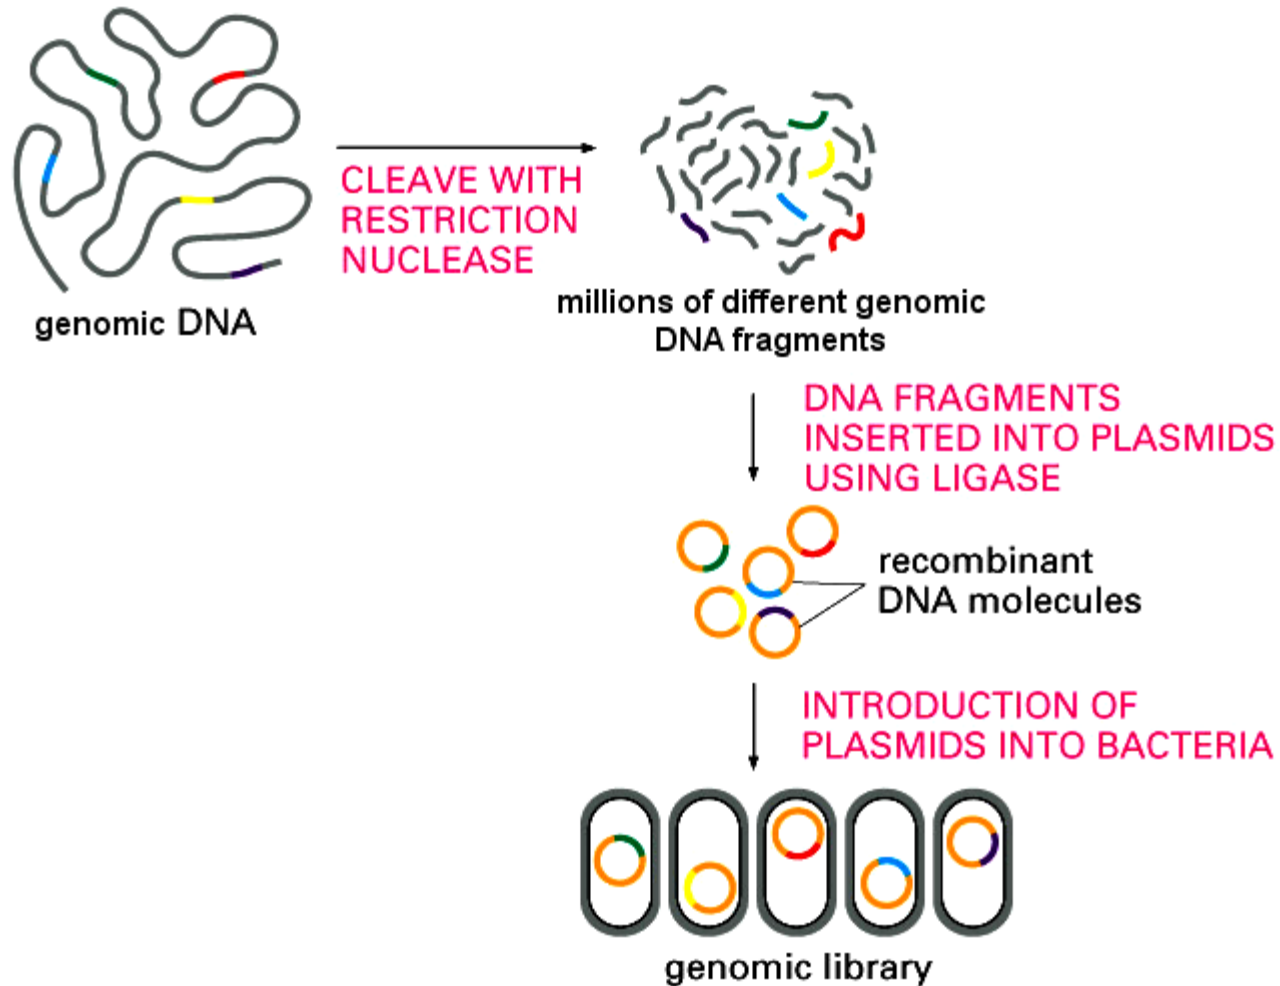 genomic DNA
CLEAVE WITH
RESTRICTION
NUCLEASE
millions of different genomic
DNA fragments
DNA FRAGMENTS
INSERTED INTO PLASMIDS
USING LIGASE
recombinant
DNA molecules
INTRODUCTION OF
PLASMIDS INTO BACTERIA
genomic library